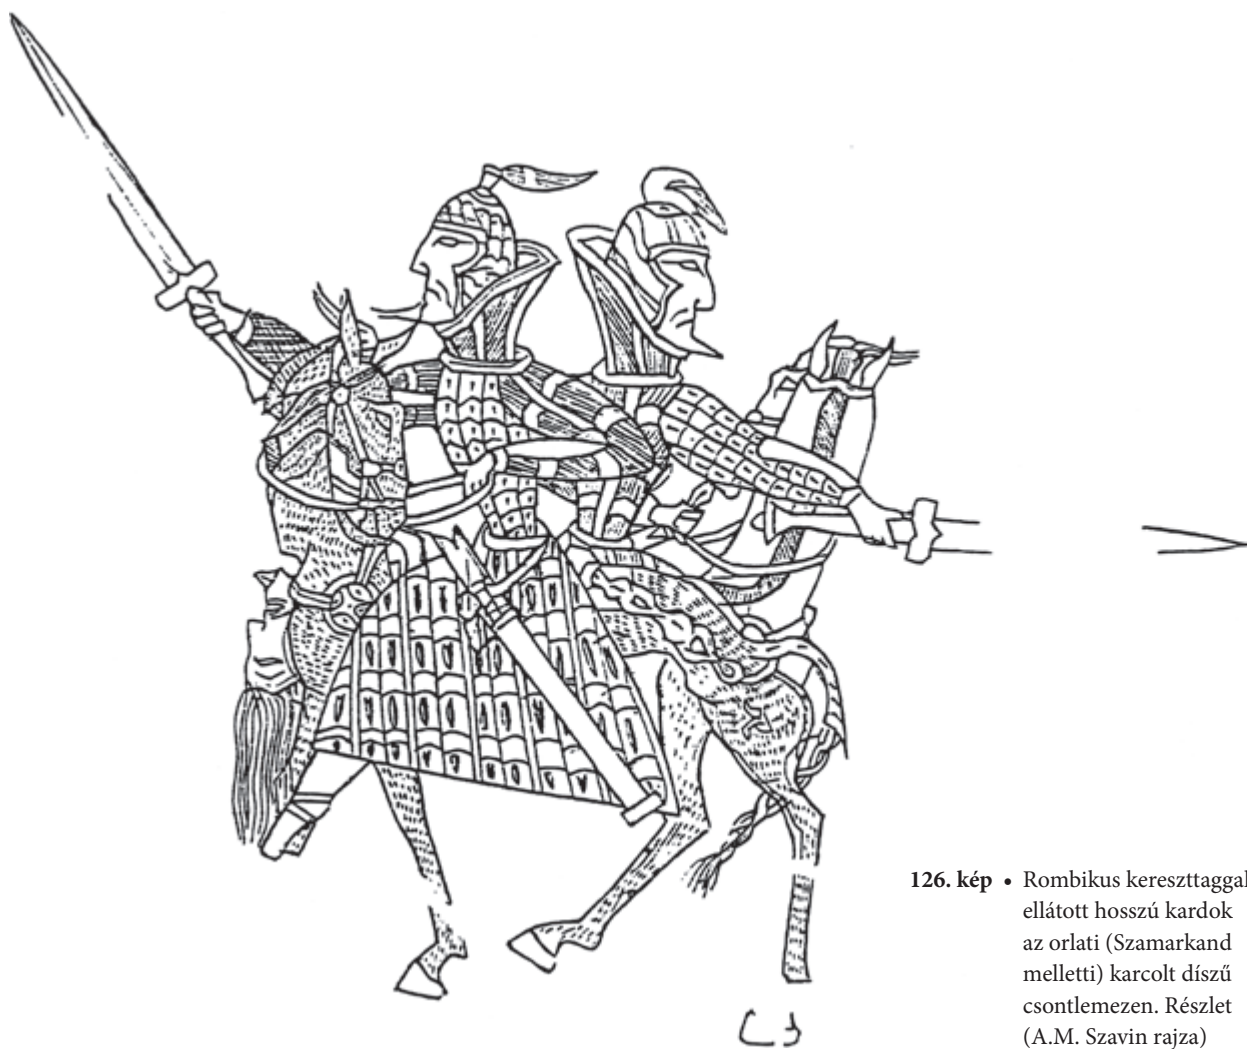 126. kép • Rombikus kereszttaggal
ellátott hosszú kardok
az orlati (Szamarkand
melletti) karcolt díszű
csontlemezen. Részlet
(A.M. Szavin rajza)